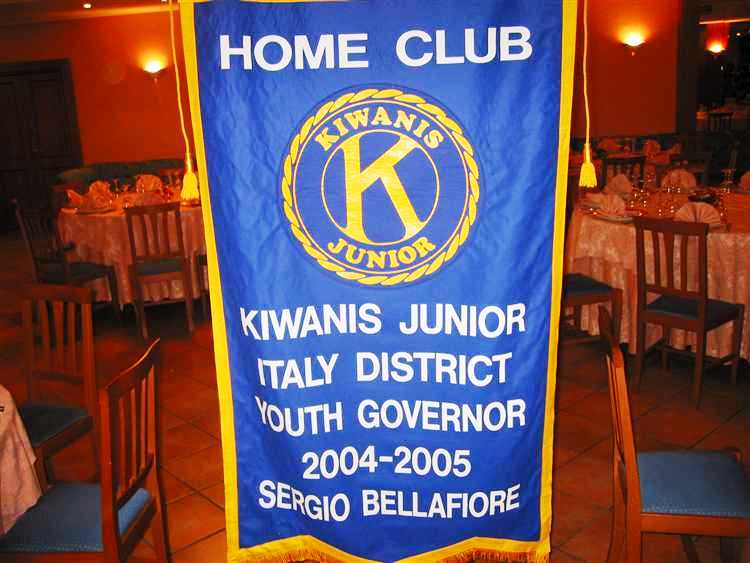 HOME CLUB
KIWANIS
K
JUNIOR
KIWANIS JUNIOR
ITALY DISTRICT
YOUTH GOVERNOR
2004-2005
SERGIO BELLAFIORE